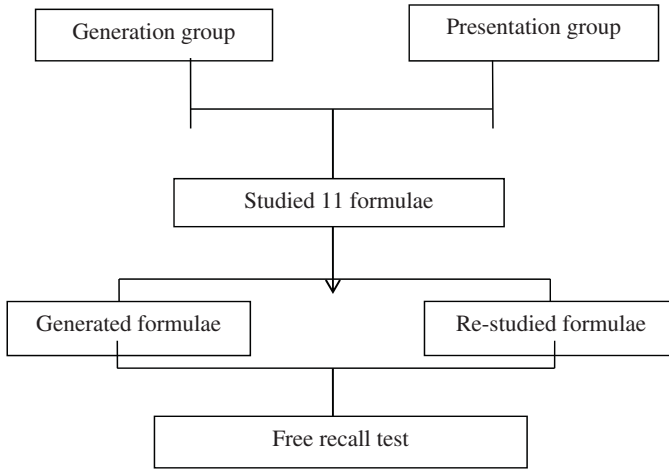 Generation group
Presentation group
Studied 11 formulae
Generated formulae
Re-studied formulae
Free recall test